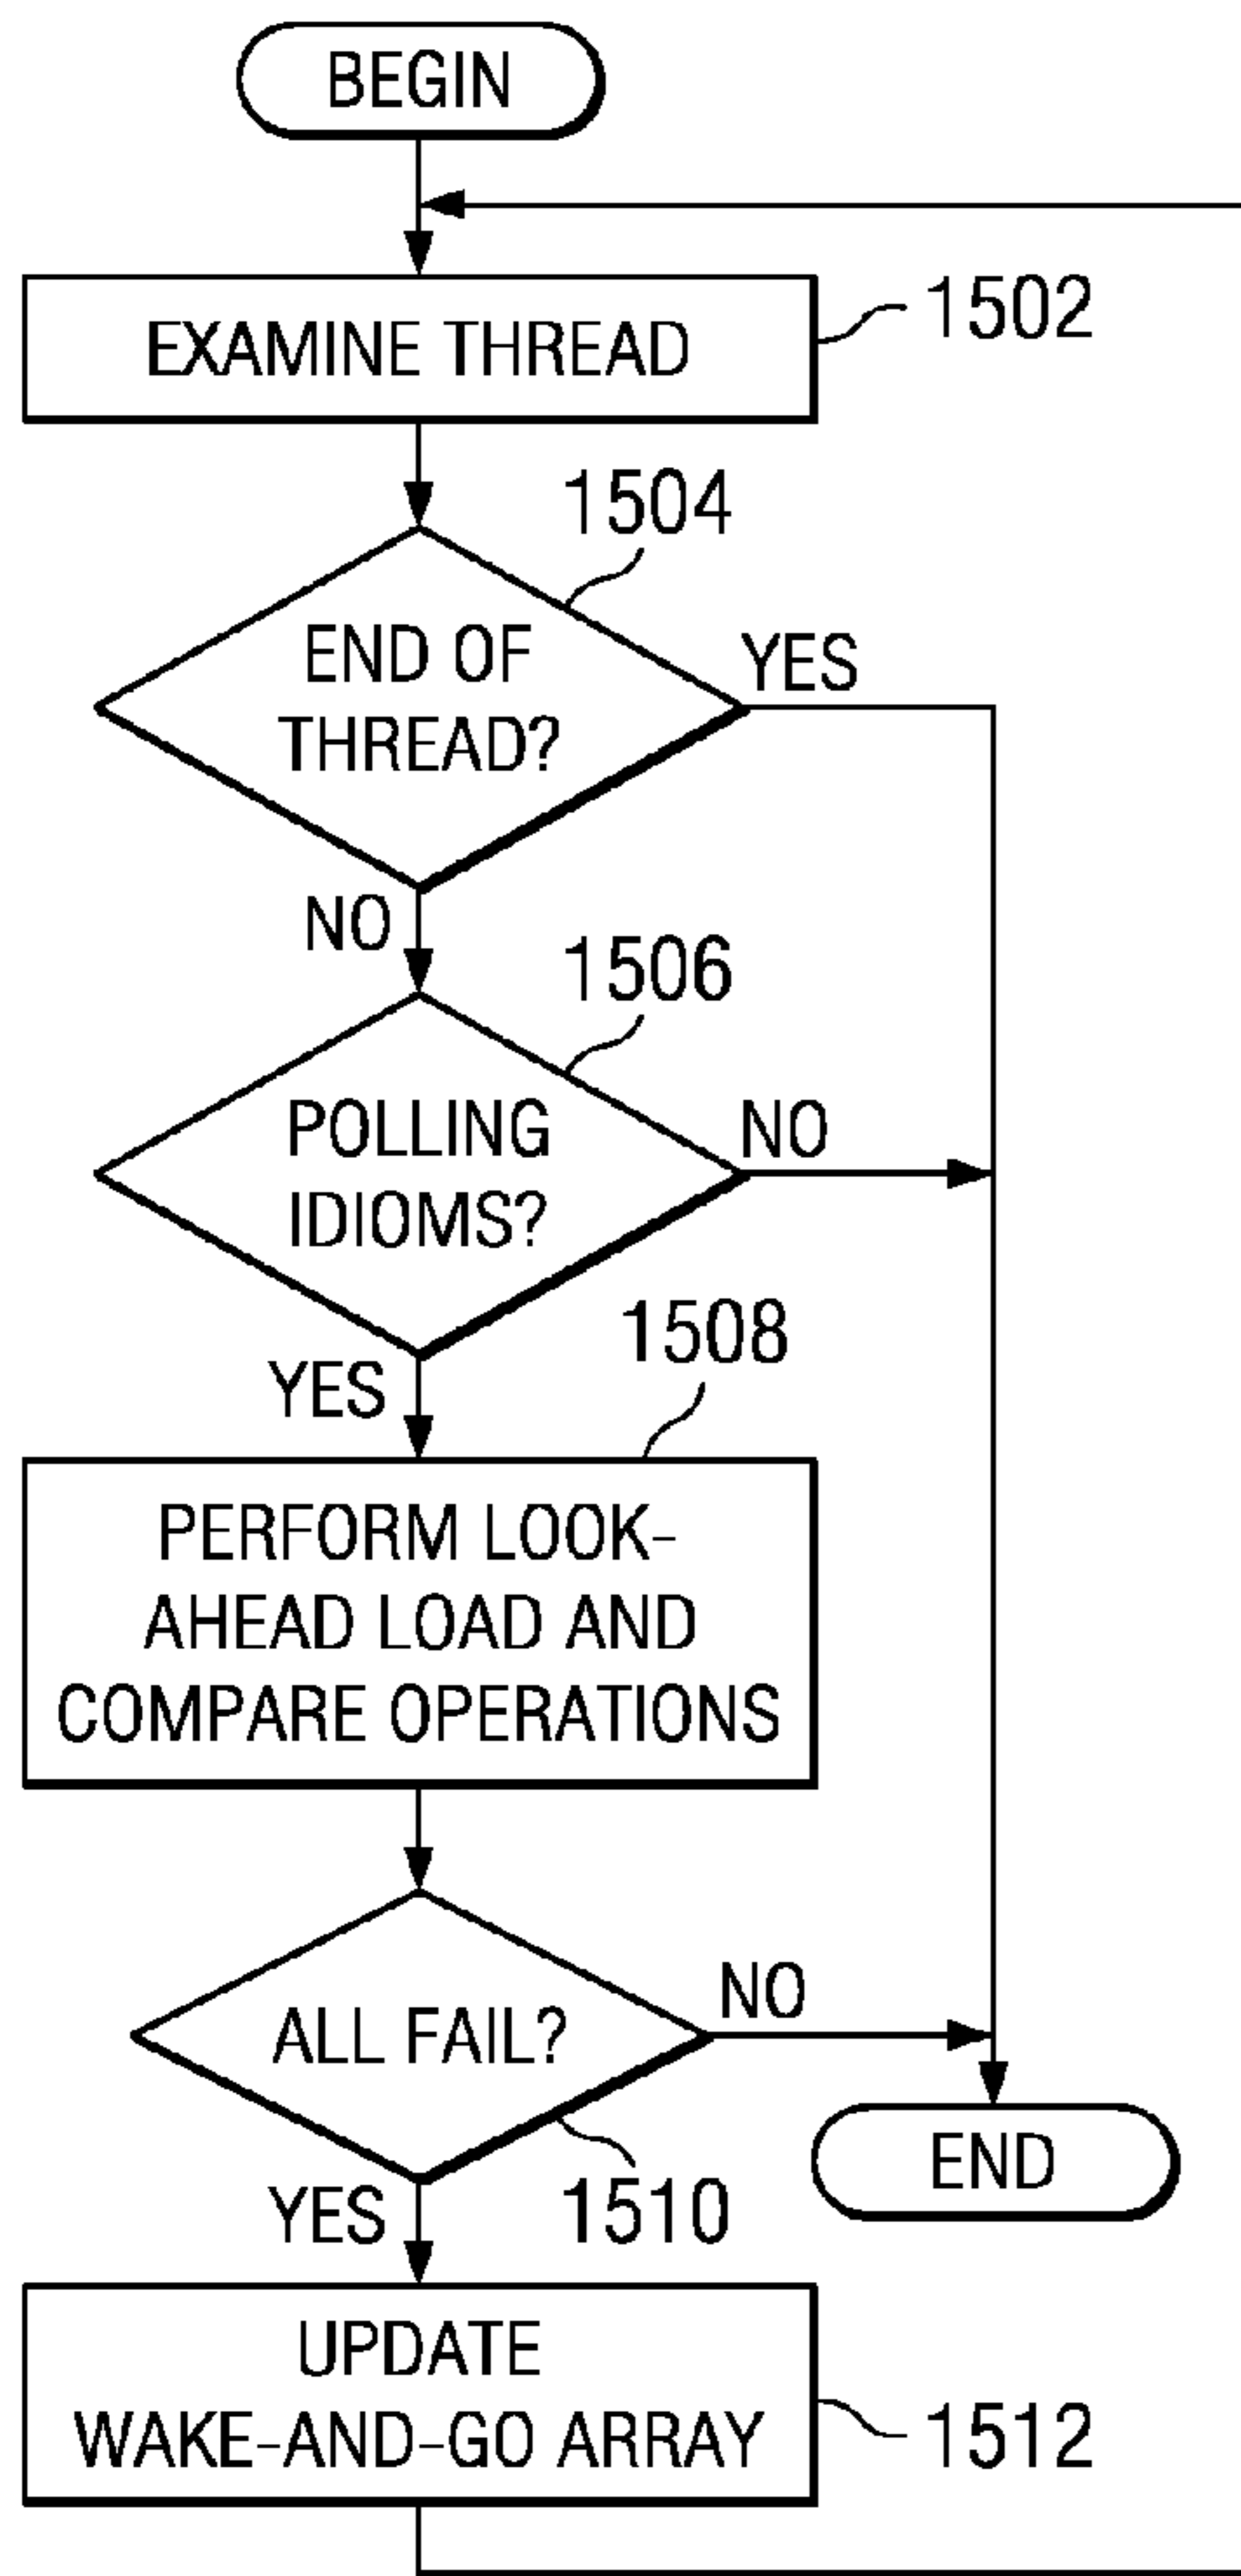 BEGIN
EXAMINE THREAD
1502
1504
END OF
THREAD?
YES
NO
1506
POLLING
IDIOMS?
NO
YES
1508
PERFORM LOOK-
AHEAD LOAD AND
COMPARE OPERATIONS
ALL FAIL?
NO
END
YES
1510
UPDATE
WAKE-AND-GO ARRAY
1512